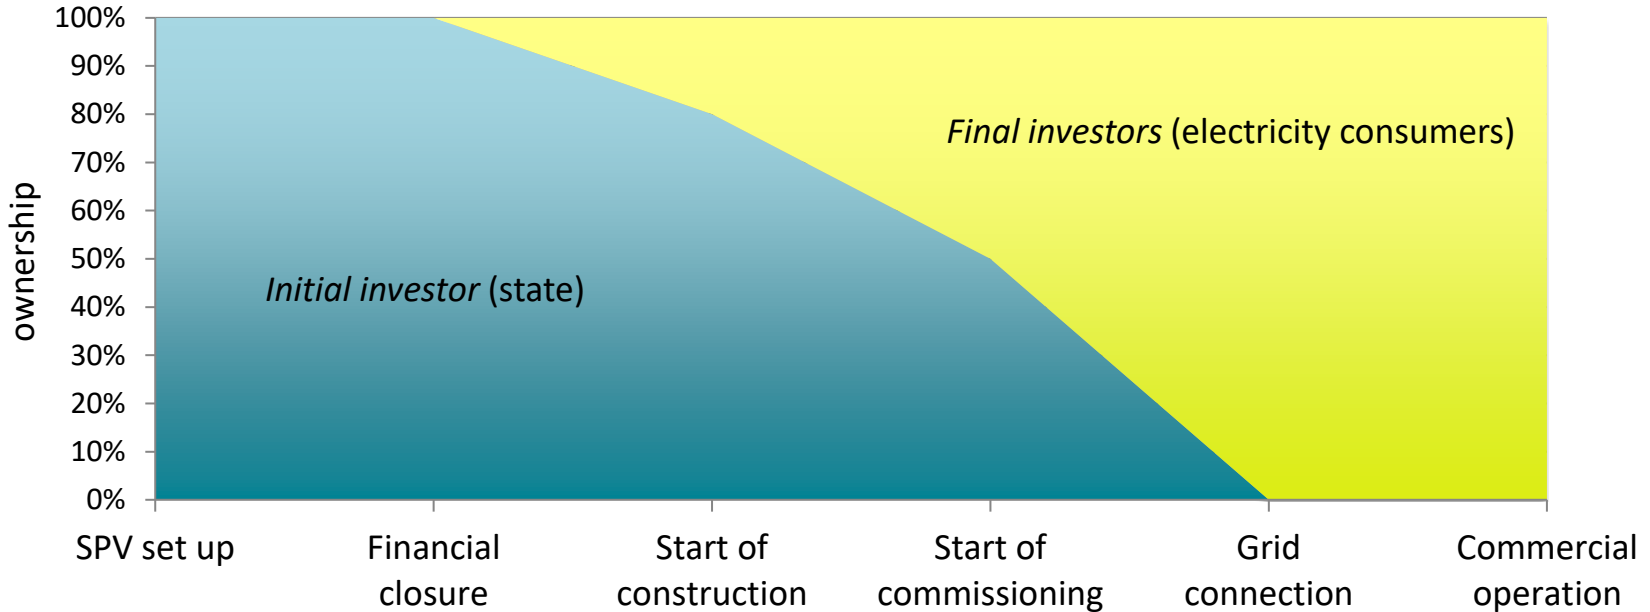 100%
90%
80%
70%
60%
50%
40%
30%
20%
10%
0%
ownership
Final investors (electricity consumers)
Initial investor (state)
SPV set up
Financial
closure
Start of
construction
Start of
commissioning
Grid
connection
Commercial
operation